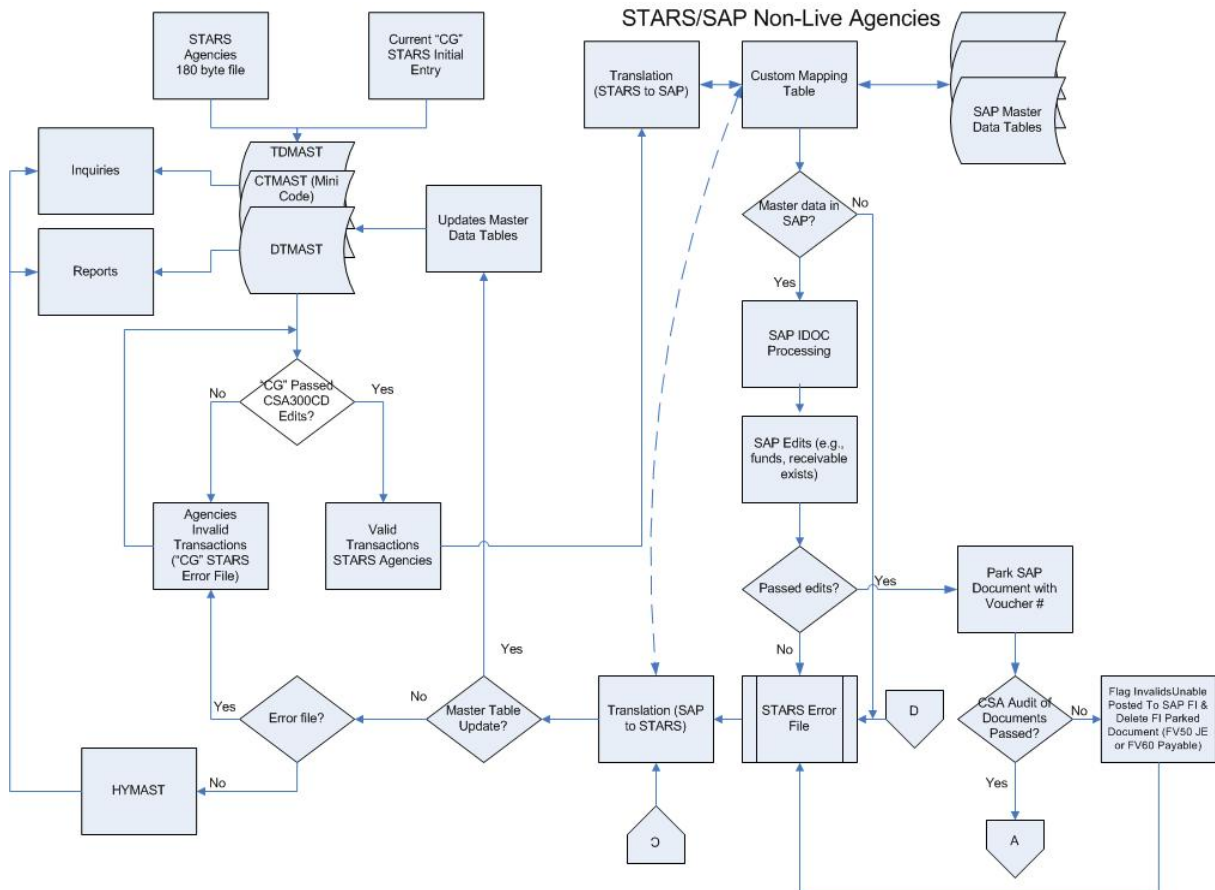 STARS/SAP Non-Live Agencies
STARS
Agencies
180 byte file
Current “CG”
STARS Initial
Entry
Translation
(STARS to SAP)
Custom Mapping
Table
SAP Master
Data Tables
TDMAST
CTMAST (Mini
Code)
DTMAST
Inquiries
Reports
Updates Master
Data Tables
Master data in
SAP?
No
Yes
SAP IDOC
Processing
“CG” Passed
CSA300CD
Edits?
No
Yes
SAP Edits (e.g.,
funds, receivable
exists)
Agencies
Invalid
Transactions
(“CG” STARS
Error File)
Valid
Transactions
STARS Agencies
Passed edits?
Yes
No
Park SAP
Document with
Voucher #
Yes
No
Master Table
Update?
Translation (SAP
to STARS)
STARS Error
File
D
CSA Audit of
Documents
Passed?
No
Yes
Flag InvalidsUnable
Posted To SAP FI &
Delete FI Parked
Document (FV50 JE
or FV60 Payable)
Yes
Error file?
No
HYMAST
C
A